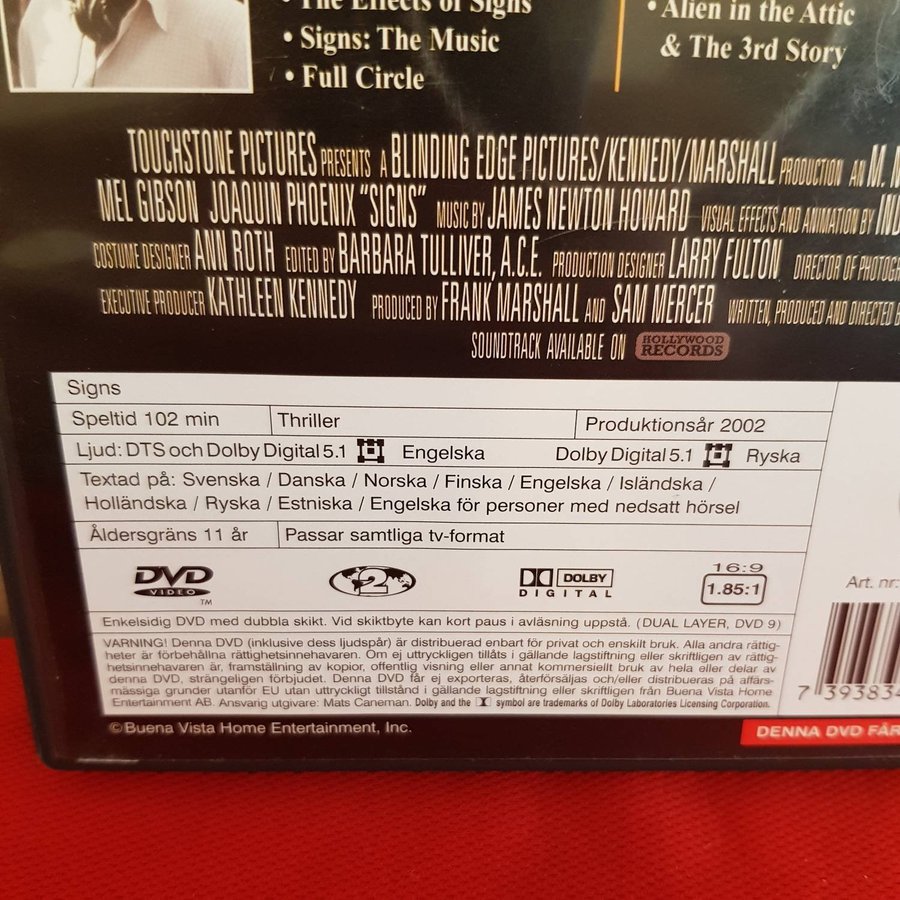 • The Effects of Signs
• Signs: The Music
• Full Circle
• Alien in the Attic
& The 3rd Story
TOUCHSTONE PICTURES PRESENTS A BLINDING EDGE PICTURES/KENNEDY/MARSHALL PRODUCTION AN M.
MEL GIBSON JOAQUIN PHOENIX "SIGNS" MUSIC BY JAMES NEWTON HOWARD VISUAL EFFECTS AND ANIMATION BY
COSTUME DESIGNER ANN ROTH EDITED BY BARBARA TULLIVER, A.C.E. PRODUCTION DESIGNER LARRY FULTON DIRECTOR OF
EXECUTIVE PRODUCER KATHLEEN KENNEDY PRODUCED BY FRANK MARSHALL AND SAM MERCER WRITTEN, PRODUCED AND DIRECTED
SOUNDTRACK AVAILABLE ON HOLLYWOOD RECORDS
Signs
Speltid 102 min Thriller Produktionsår 2002
Ljud: DTS och Dolby Digital 5.1 Engelska Dolby Digital 5.1 Ryska
Textad på: Svenska / Danska / Norska / Finska / Engelska / Isländska /
Holländska / Ryska / Estniska / Engelska för personer med nedsatt hörsel
Åldersgräns 11 år Passar samtliga tv-format
DVD VIDEO TM 2 DOLBY DIGITAL 16:9 1.85:1
Enkelsidig DVD med dubbla skikt. Vid skiktbyte kan kort paus i avläsning uppstå. (DUAL LAYER, DVD 9)
VARNING! Denna DVD (inklusive dess ljudspår) är distribuerad enbart för privat och enskilt bruk. Alla andra rättig-
heter är förbehållna rättighetsinnehavaren. Om ej uttryckligen tillåts i gällande lagstiftning eller skriftligen av rättig-
hetsinnehavaren är, framställning av kopior, offentlig visning eller annat kommersiellt bruk av hela eller delar av
denna DVD, strängeligen förbjudet. Denna DVD får ej exporteras, återförsäljas och/eller distribueras på affärs-
mässiga grunder utanför EU utan uttryckligt tillstånd i gällande lagstiftning eller skriftligen från Buena Vista Home
Entertainment AB. Ansvarig utgivare: Mats Caneman. Dolby and the symbol are trademarks of Dolby Laboratories Licensing Corporation.
©Buena Vista Home Entertainment, Inc.
Art. nr:
7 393834
DENNA DVD FÅR